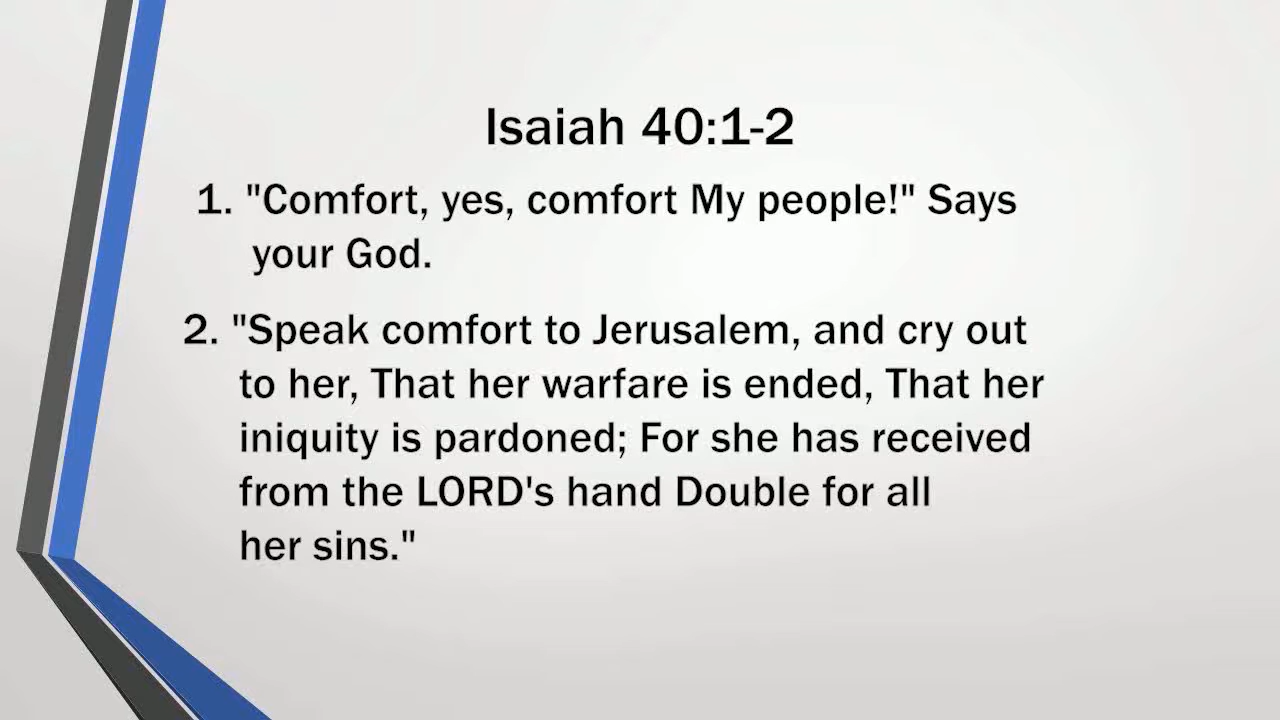 Isaiah 40:1-2
1. "Comfort, yes, comfort My people!" Says
your God.
2. "Speak comfort to Jerusalem, and cry out
to her, That her warfare is ended, That her
iniquity is pardoned; For she has received
from the LORD's hand Double for all
her sins."